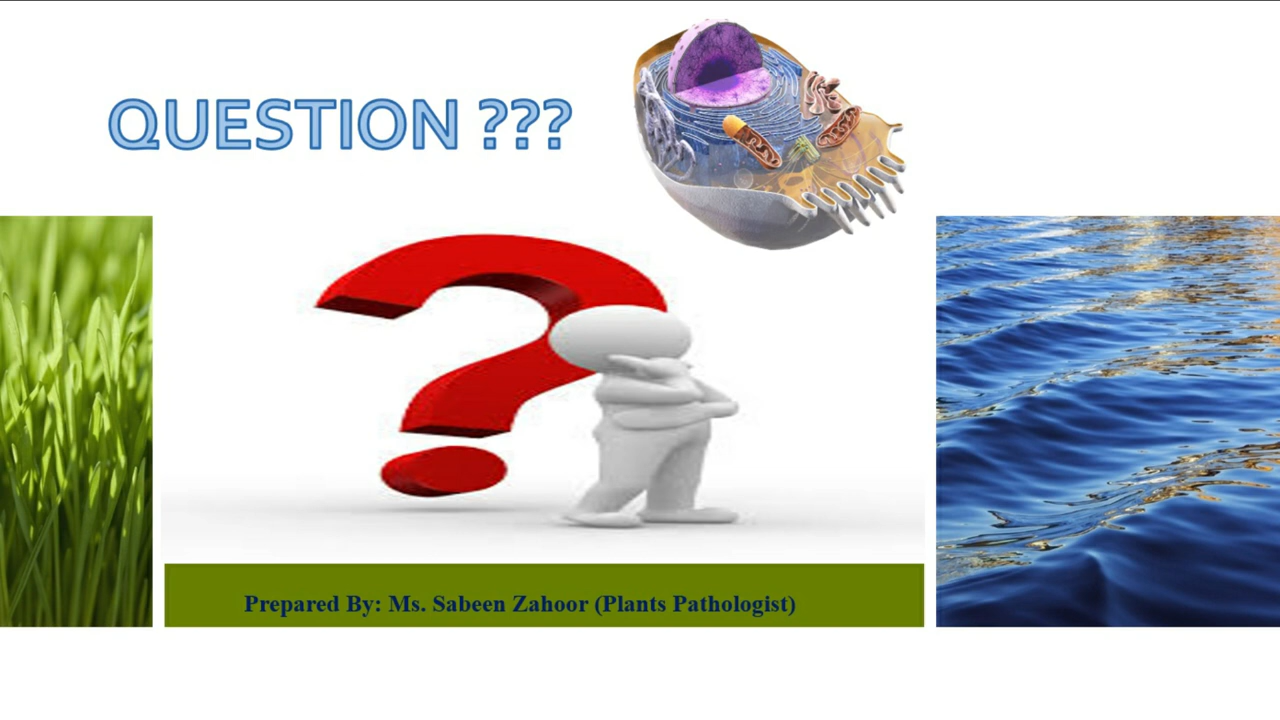 QUESTION ???
Prepared By: Ms. Sabeen Zahoor (Plants Pathologist)